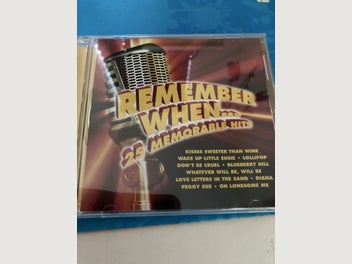 REMEMBER
WHEN...
25 MEMORABLE HITS
KISSES SWEETER THAN WINE
WAKE UP LITTLE SUSIE • LOLLIPOP
DON'T BE CRUEL • BLUEBERRY HILL
WHATEVER WILL BE, WILL BE
LOVE LETTERS IN THE SAND • DIANA
PEGGY SUE • OH LONESOME ME